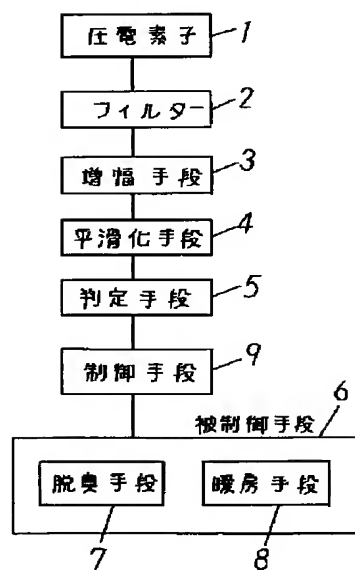 圧電素子 1
フィルター 2
増幅手段 3
平滑化手段 4
判定手段 5
制御手段 9
被制御手段 6
脱臭手段 暖房手段
7 8